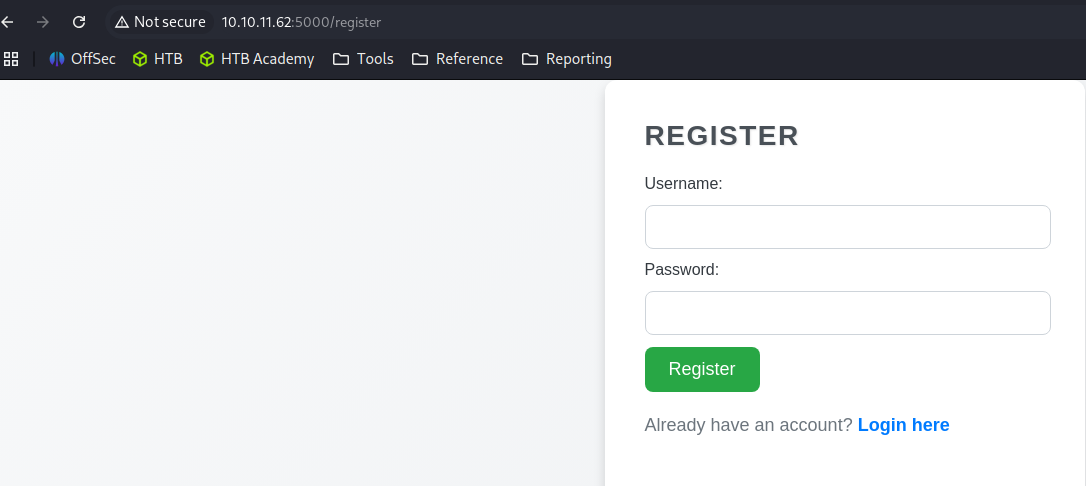 Not secure 10.10.11.62:5000/register
OffSec HTB HTB Academy Tools Reference Reporting
REGISTER
Username:
Password:
Register
Already have an account? Login here